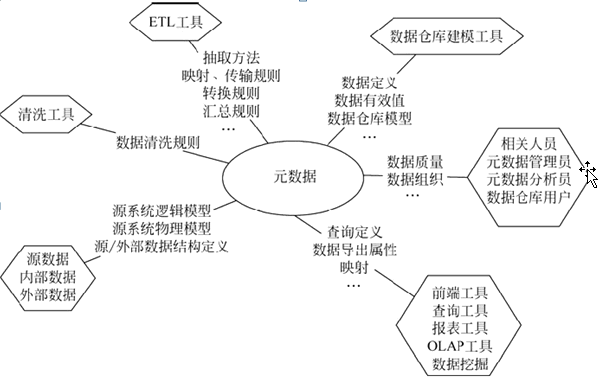 ETL工具
抽取方法
映射、传输规则
转换规则
汇总规则
…
数据仓库建模工具
数据定义
数据有效值
数据仓库模型
…
清洗工具
数据清洗规则
元数据
数据质量
数据组织
…
相关人员
元数据管理员
元数据分析员
数据仓库用户
源系统逻辑模型
源系统物理模型
源/外部数据结构定义
源数据
内部数据
外部数据
查询定义
数据导出属性
映射
…
前端工具
查询工具
报表工具
OLAP工具
数据挖掘